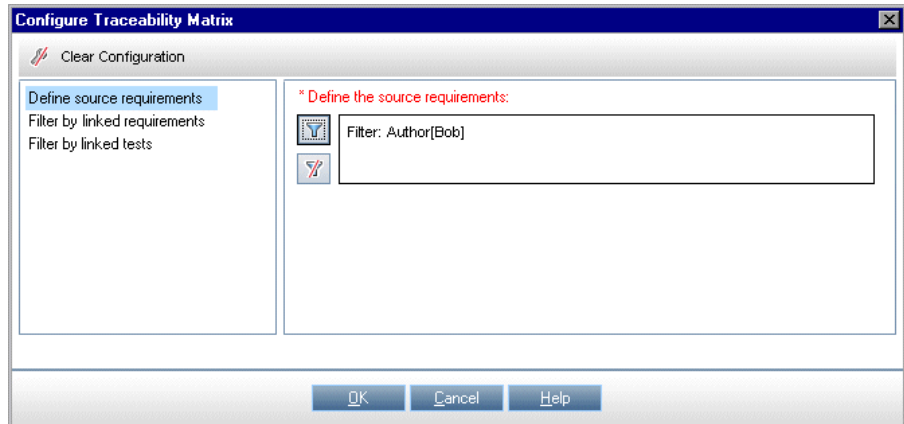 Configure Traceability Matrix
Clear Configuration
Define source requirements
Filter by linked requirements
Filter by linked tests
* Define the source requirements:
Filter: Author[Bob]
OK Cancel Help